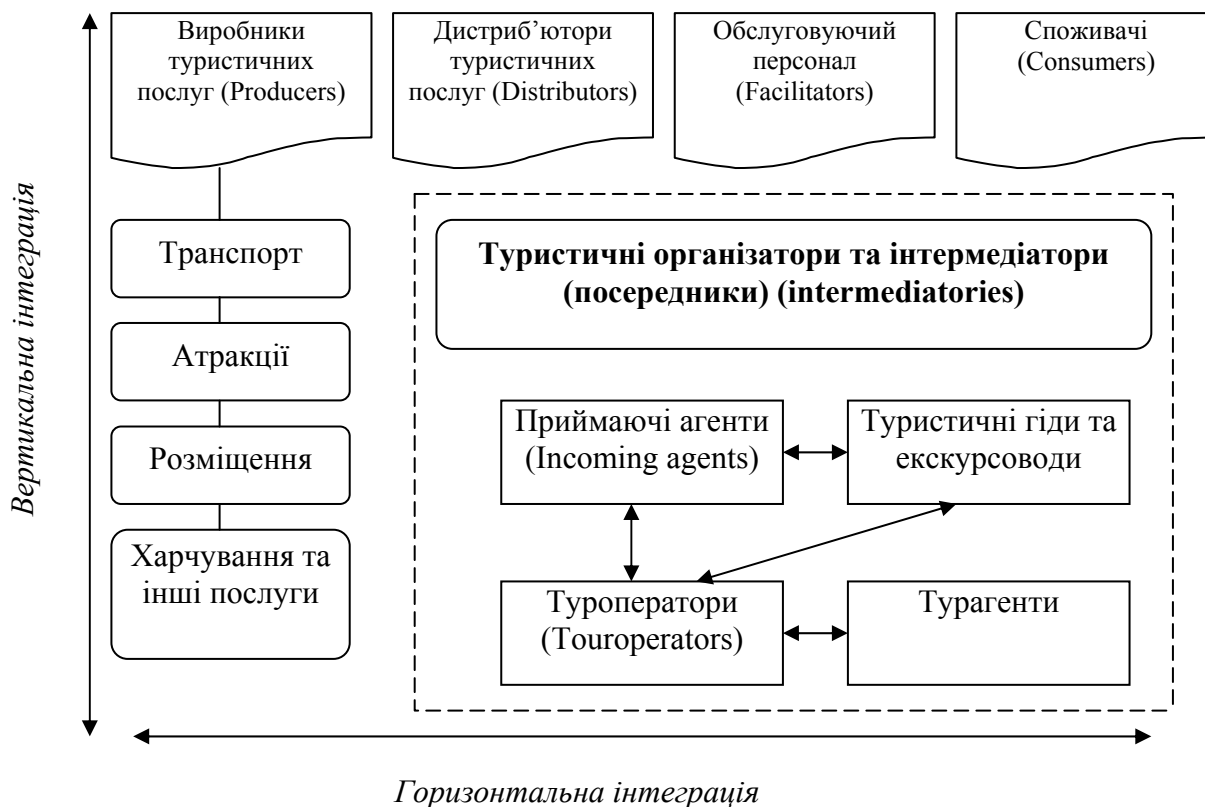 Виробники
туристичних
послуг (Producers)
Дистриб’ютори
туристичних
послуг (Distributors)
Обслуговуючий
персонал
(Facilitators)
Споживачі
(Consumers)
Вертикальна інтеграція
Транспорт
Атракції
Розміщення
Харчування та
інші послуги
Туристичні організатори та інтермедіатори
(посередники) (intermediatories)
Приймаючі агенти
(Incoming agents)
Туристичні гіди та
екскурсоводи
Туроператори
(Touroperators)
Турагенти
Горизонтальна інтеграція